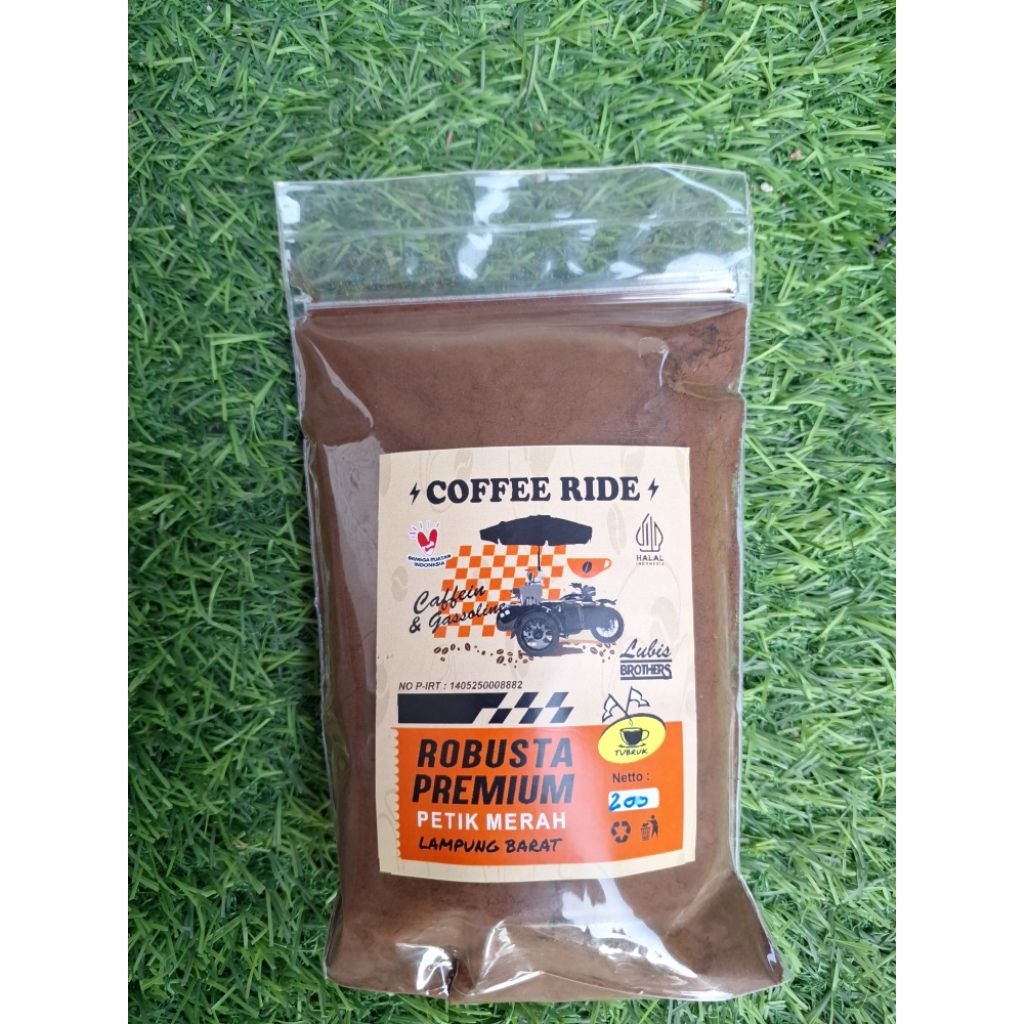 COFFEE RIDE
BANGGA BUATAN
INDONESIA
HALAL
INDONESIA
Caffein
& Gassoline
Lubis
BROTHERS
NO P-IRT : 1405250008882
ROBUSTA
PREMIUM
PETIK MERAH
LAMPUNG BARAT
TUBRUK
Netto :
200